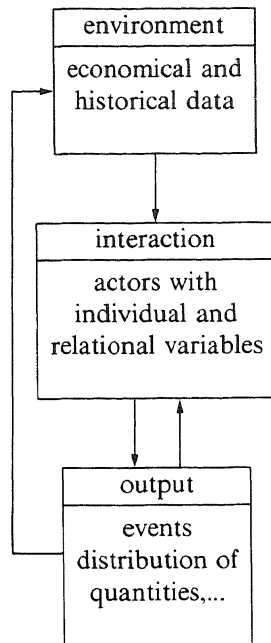 environment
economical and
historical data
interaction
actors with
individual and
relational variables
output
events
distribution of
quantities,...